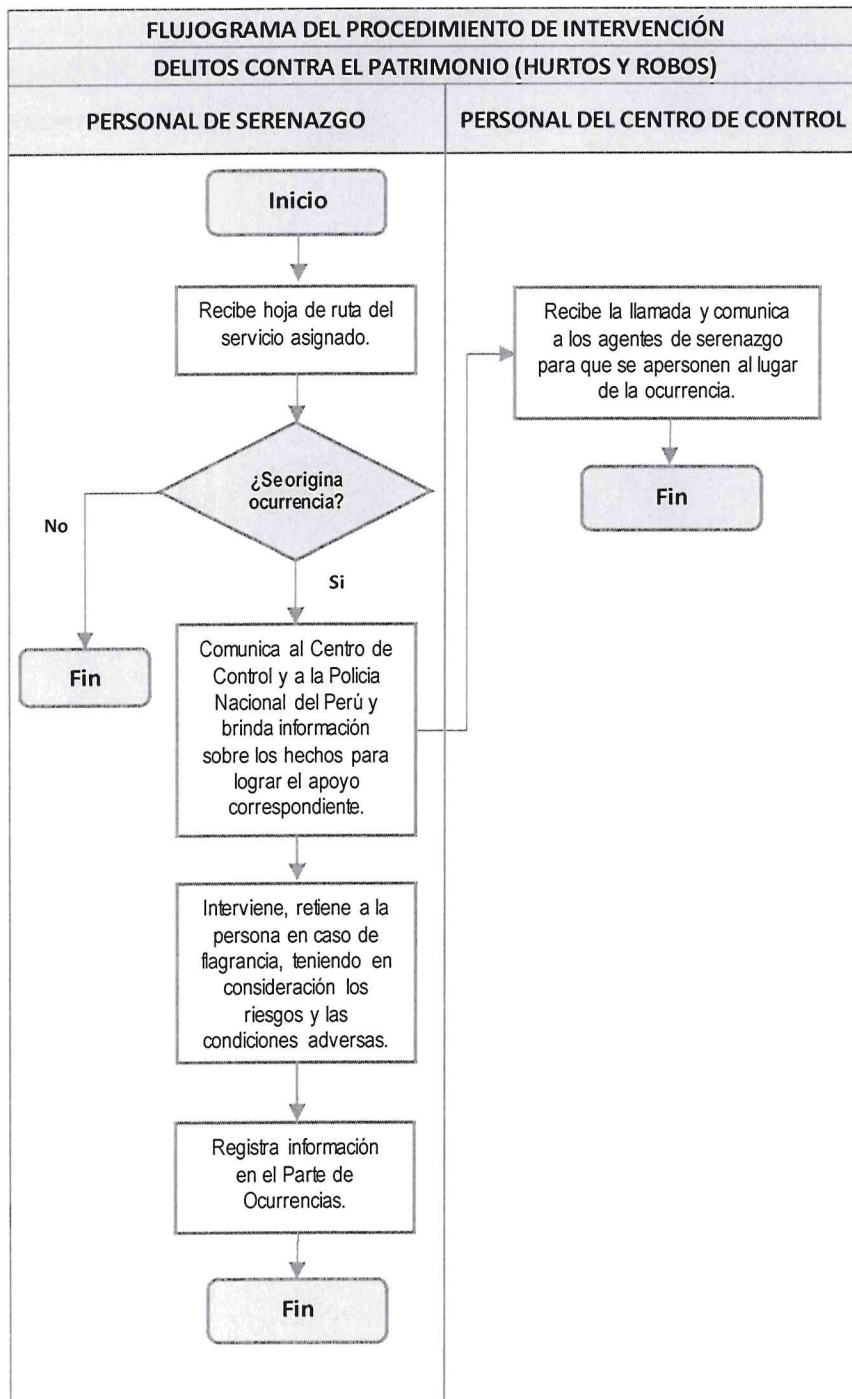 FLUJOGRAMA DEL PROCEDIMIENTO DE INTERVENCIÓN
DELITOS CONTRA EL PATRIMONIO (HURTOS Y ROBOS)
PERSONAL DE SERENAZGO
PERSONAL DEL CENTRO DE CONTROL
Inicio
Recibe hoja de ruta del
servicio asignado.
¿Se origina
ocurrencia?
No
Si
Fin
Comunica al Centro de
Control y a la Policia
Nacional del Perú y
brinda información
sobre los hechos para
lograr el apoyo
correspondiente.
Interviene, retiene a la
persona en caso de
flagrancia, teniendo en
consideración los
riesgos y las
condiciones adversas.
Registra información
en el Parte de
Ocurrencias.
Fin
Recibe la llamada y comunica
a los agentes de serenazgo
para que se apersonen al lugar
de la ocurrencia.
Fin